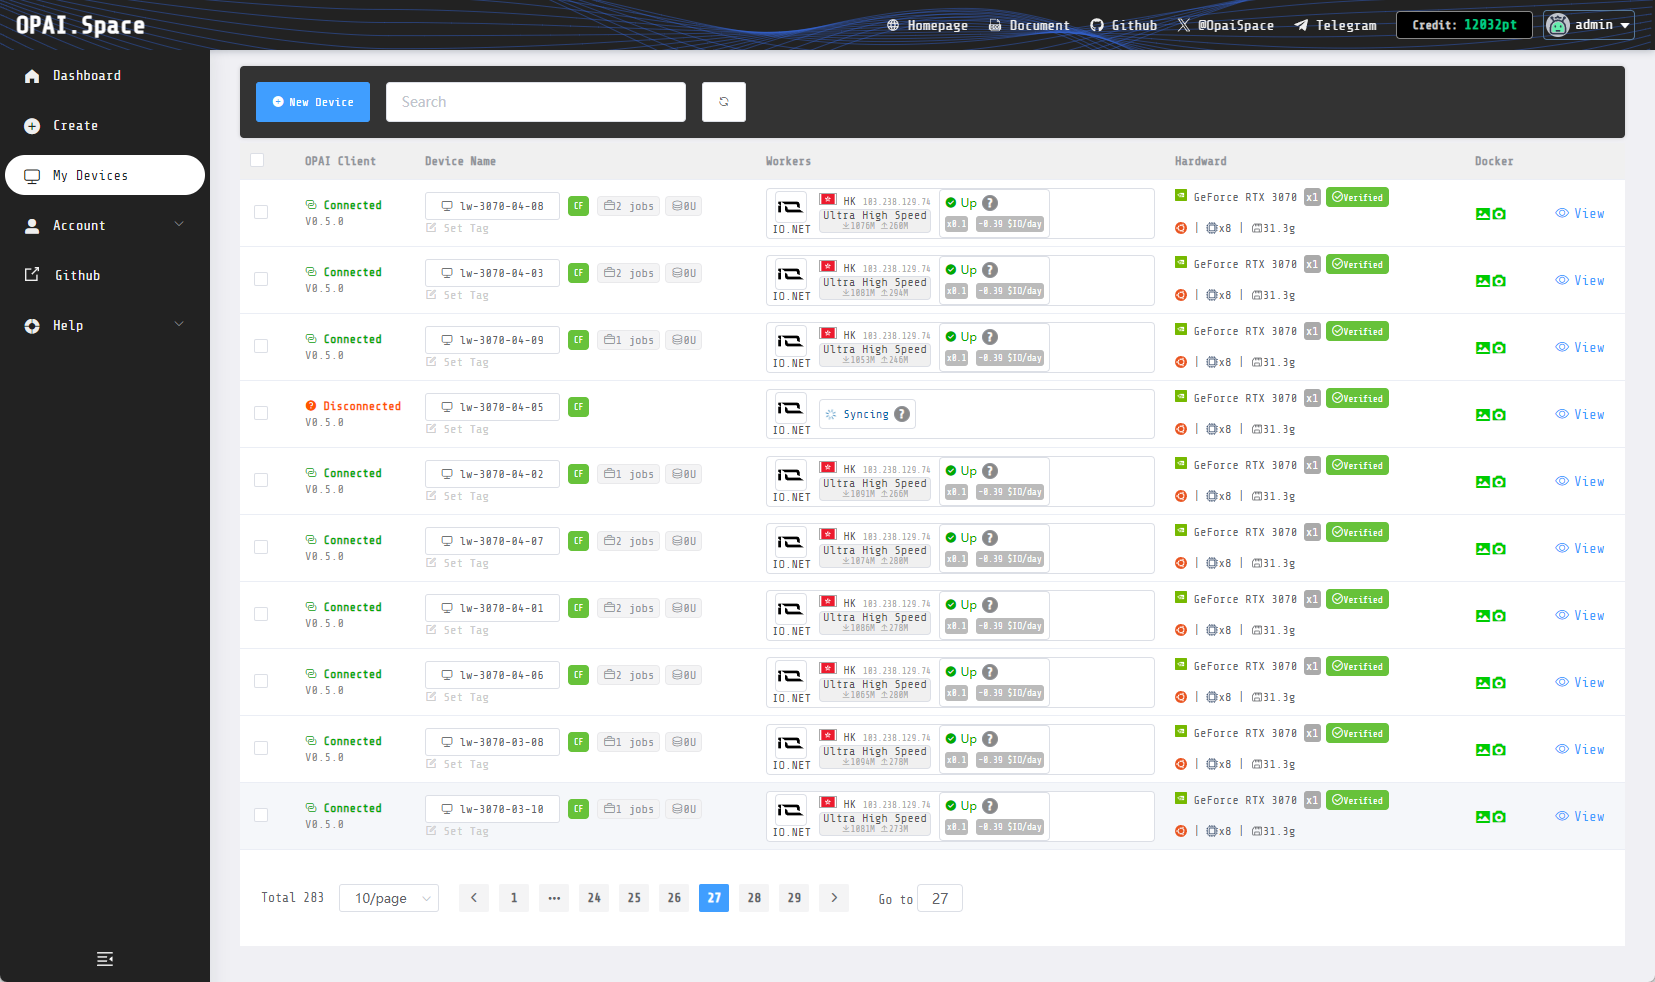 OPAI.Space
Homepage Document Github @OpaiSpace Telegram Credit: 12032pt admin
Dashboard
Create
My Devices
Account
Github
Help
New Device Search
OPAI Client Device Name Workers Hardware Docker
Connected lw-3070-04-08 CF 2 jobs 0U HK 103.238.129.74 Up ? GeForce RTX 3070 x1 Verified
V0.5.0 Set Tag IO.NET Ultra High Speed 1076M 260M x0.1 ~0.39 $IO/day x8 | 31.3g View
Connected lw-3070-04-03 CF 2 jobs 0U HK 103.238.129.74 Up ? GeForce RTX 3070 x1 Verified
V0.5.0 Set Tag IO.NET Ultra High Speed 1081M 294M x0.1 ~0.39 $IO/day x8 | 31.3g View
Connected lw-3070-04-09 CF 1 jobs 0U HK 103.238.129.74 Up ? GeForce RTX 3070 x1 Verified
V0.5.0 Set Tag IO.NET Ultra High Speed 1053M 246M x0.1 ~0.39 $IO/day x8 | 31.3g View
Disconnected lw-3070-04-05 CF Syncing ? GeForce RTX 3070 x1 Verified
V0.5.0 Set Tag IO.NET x8 | 31.3g View
Connected lw-3070-04-02 CF 1 jobs 0U HK 103.238.129.74 Up ? GeForce RTX 3070 x1 Verified
V0.5.0 Set Tag IO.NET Ultra High Speed 1091M 266M x0.1 ~0.39 $IO/day x8 | 31.3g View
Connected lw-3070-04-07 CF 2 jobs 0U HK 103.238.129.74 Up ? GeForce RTX 3070 x1 Verified
V0.5.0 Set Tag IO.NET Ultra High Speed 1074M 280M x0.1 ~0.39 $IO/day x8 | 31.3g View
Connected lw-3070-04-01 CF 2 jobs 0U HK 103.238.129.74 Up ? GeForce RTX 3070 x1 Verified
V0.5.0 Set Tag IO.NET Ultra High Speed 1086M 278M x0.1 ~0.39 $IO/day x8 | 31.3g View
Connected lw-3070-04-06 CF 2 jobs 0U HK 103.238.129.74 Up ? GeForce RTX 3070 x1 Verified
V0.5.0 Set Tag IO.NET Ultra High Speed 1065M 280M x0.1 ~0.39 $IO/day x8 | 31.3g View
Connected lw-3070-03-08 CF 1 jobs 0U HK 103.238.129.74 Up ? GeForce RTX 3070 x1 Verified
V0.5.0 Set Tag IO.NET Ultra High Speed 1094M 278M x0.1 ~0.39 $IO/day x8 | 31.3g View
Connected lw-3070-03-10 CF 1 jobs 0U HK 103.238.129.74 Up ? GeForce RTX 3070 x1 Verified
V0.5.0 Set Tag IO.NET Ultra High Speed 1081M 273M x0.1 ~0.39 $IO/day x8 | 31.3g View
Total 283 10/page < 1 ••• 24 25 26 27 28 29 > Go to 27